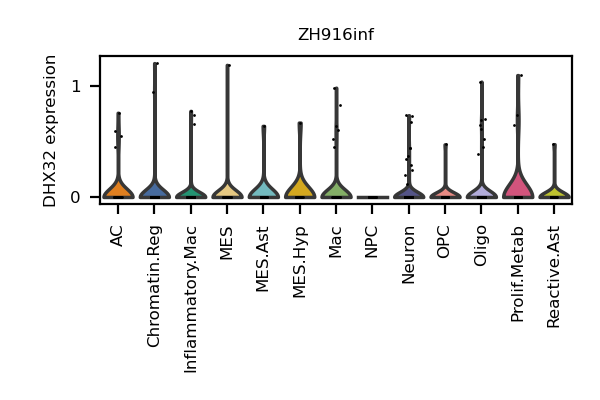 ZH916inf
DHX32 expression
1
0
AC
Chromatin.Reg
Inflammatory.Mac
MES
MES.Ast
MES.Hyp
Mac
NPC
Neuron
OPC
Oligo
Prolif.Metab
Reactive.Ast